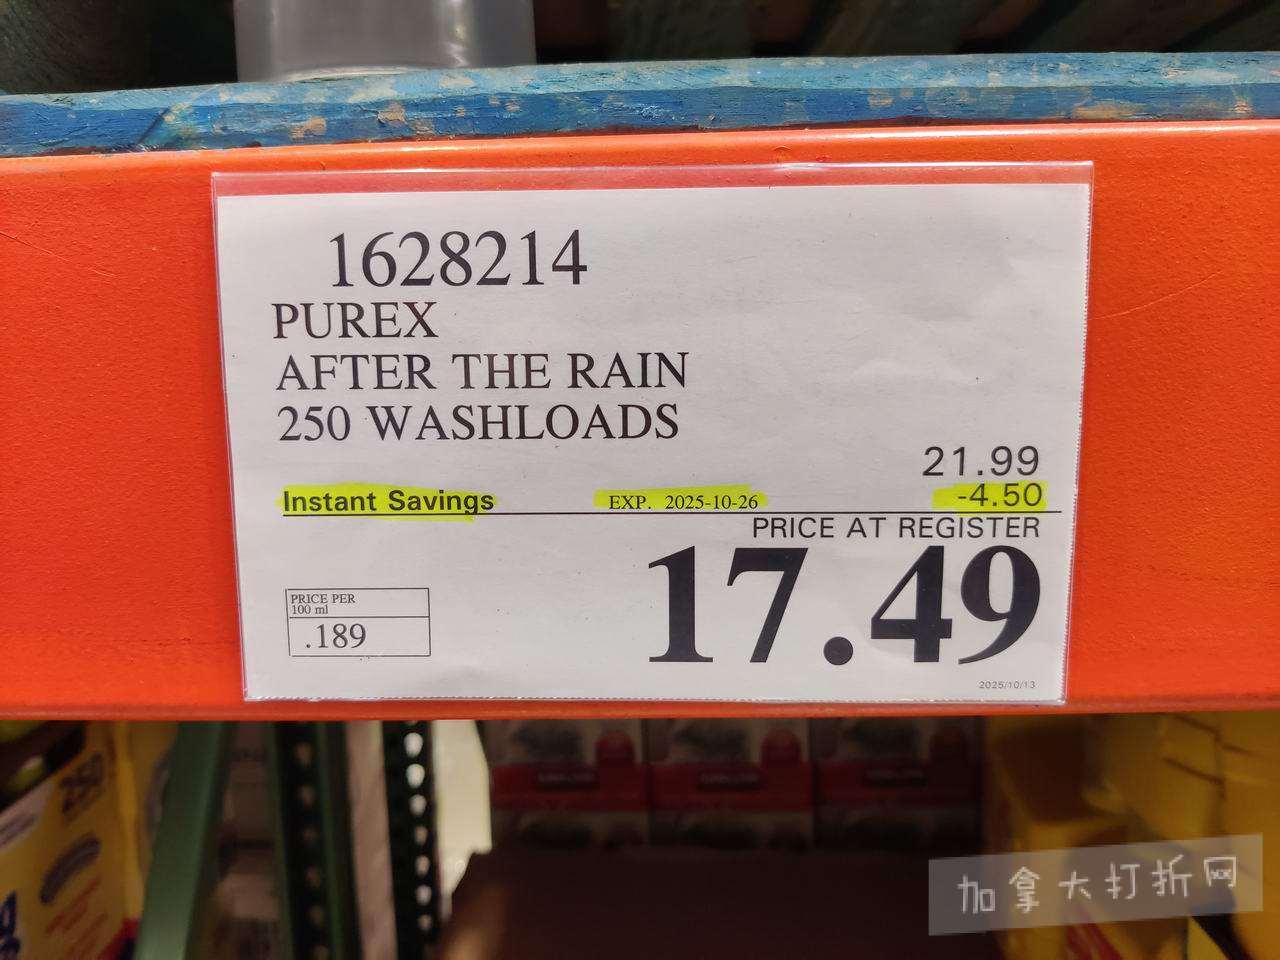 1628214
PUREX
AFTER THE RAIN
250 WASHLOADS
21.99
Instant Savings EXP. 2025-10-26 -4.50
PRICE AT REGISTER
17.49
PRICE PER
100 ml
.189
2025/10/13
250
加拿大打折网